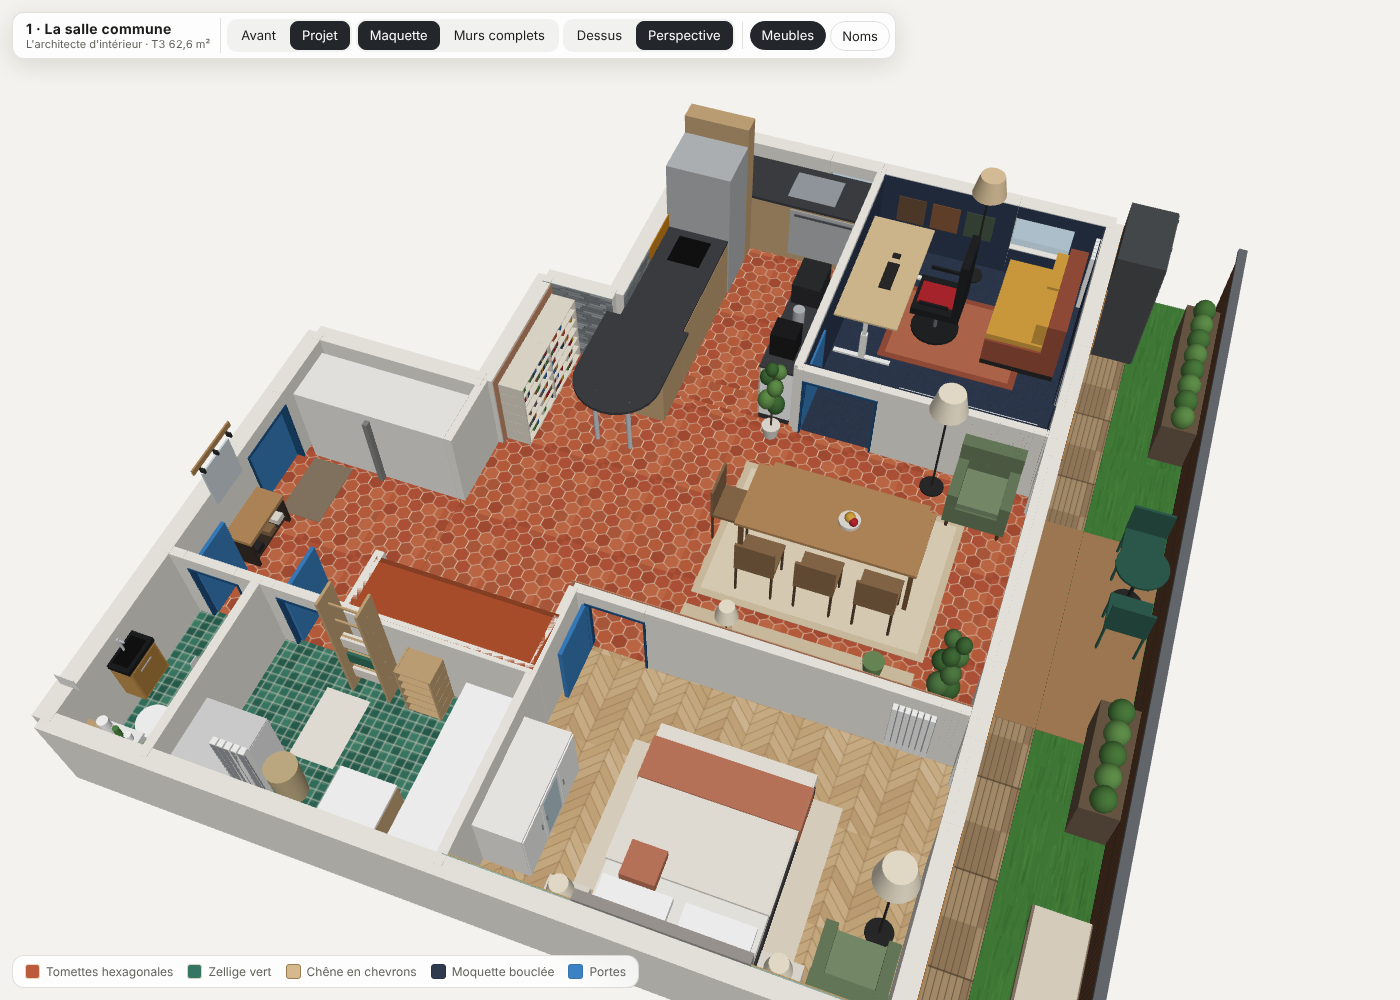 1 · La salle commune
L'architecte d'intérieur · T3 62,6 m²
Avant
Projet
Maquette
Murs complets
Dessus
Perspective
Meubles
Noms
Tomettes hexagonales
Zellige vert
Chêne en chevrons
Moquette bouclée
Portes